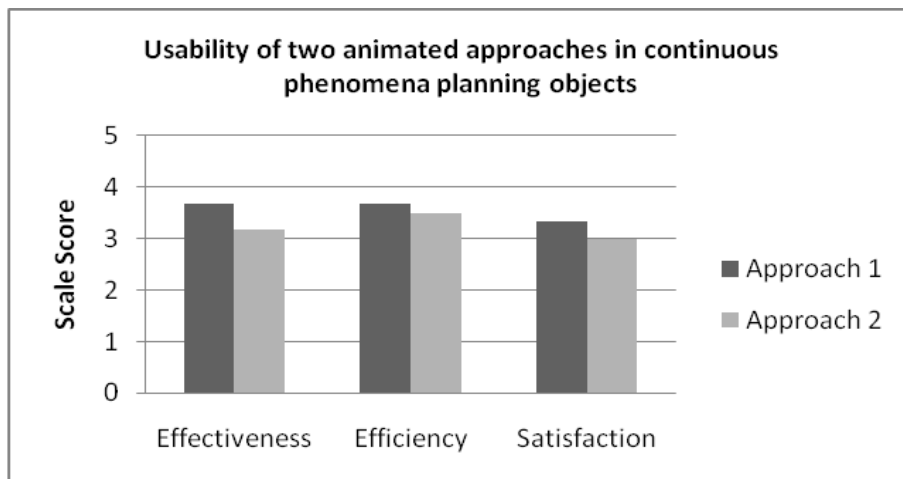 Usability of two animated approaches in continuous
phenomena planning objects
Scale Score
5
4
3
2
1
0
Effectiveness
Efficiency
Satisfaction
Approach 1
Approach 2